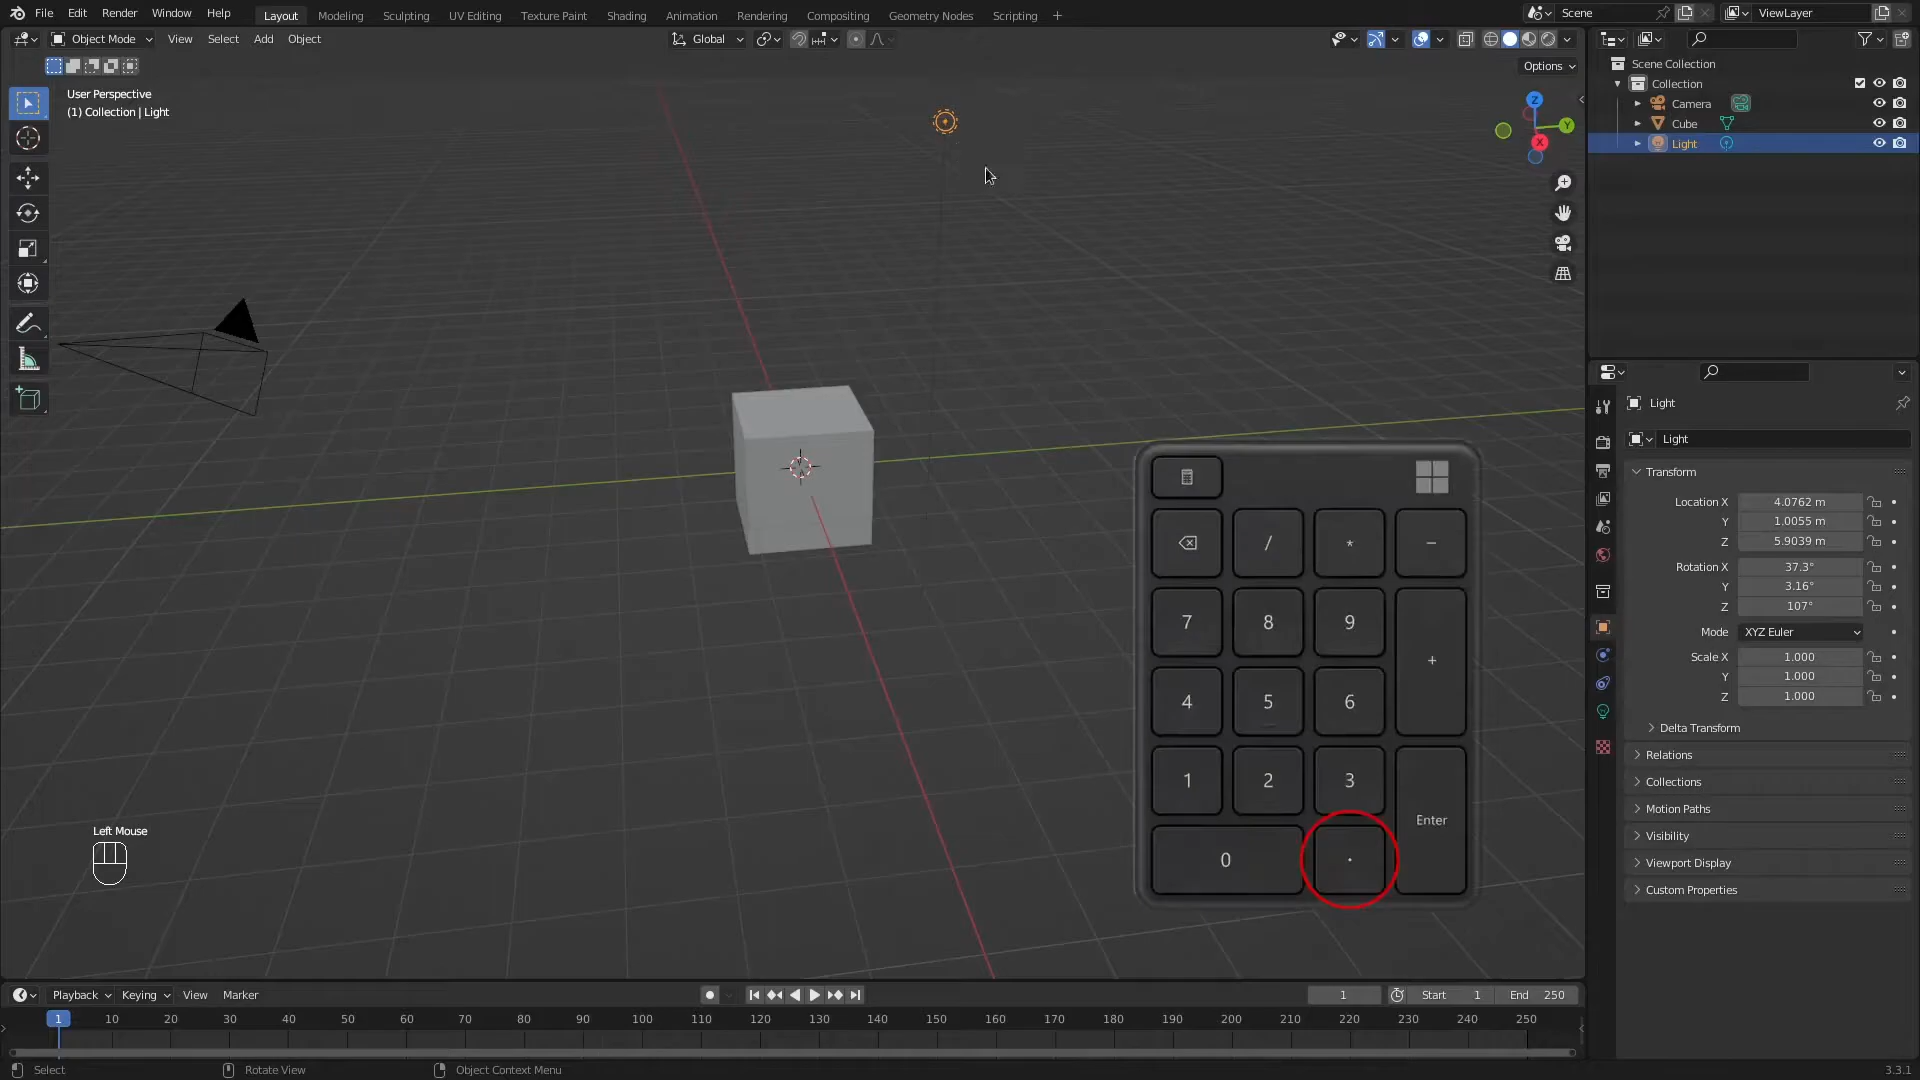 File Edit Render Window Help Layout Modeling Sculpting UV Editing Texture Paint Shading Animation Rendering Compositing Geometry Nodes Scripting + Scene ViewLayer
Object Mode View Select Add Object Global
Options
User Perspective
(1) Collection | Light
Z
Y
X
Scene Collection
Collection
Camera
Cube
Light
Light
Light
Transform
Location X 4.0762 m
Y 1.0055 m
Z 5.9039 m
Rotation X 37.3°
Y 3.16°
Z 107°
Mode XYZ Euler
Scale X 1.000
Y 1.000
Z 1.000
Delta Transform
Relations
Collections
Motion Paths
Visibility
Viewport Display
Custom Properties
/ * −
7 8 9
+
4 5 6
1 2 3
Enter
0 .
Left Mouse
Playback Keying View Marker 1 Start 1 End 250
1 10 20 30 40 50 60 70 80 90 100 110 120 130 140 150 160 170 180 190 200 210 220 230 240 250
Select Rotate View Object Context Menu 3.3.1